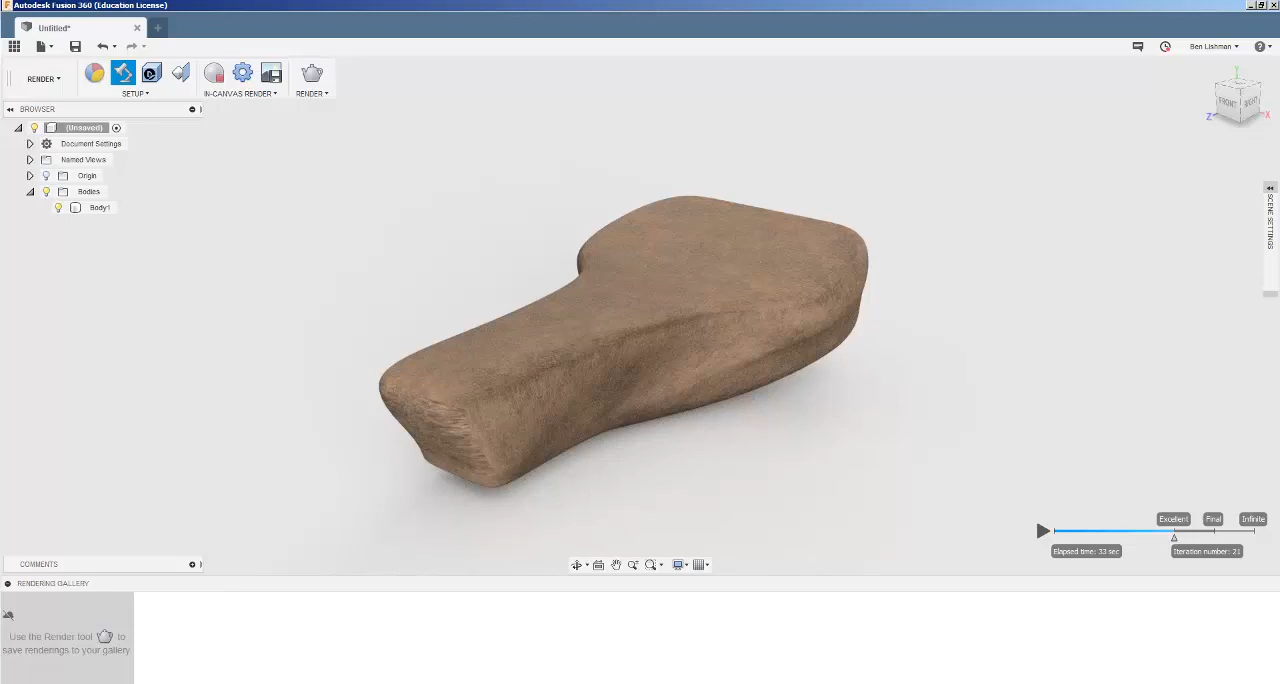 Autodesk Fusion 360 (Education License)
Untitled*
Ben Lishman
RENDER
SETUP
IN-CANVAS RENDER
RENDER
BROWSER
(Unsaved)
Document Settings
Named Views
Origin
Bodies
Body1
Y
FRONT
RIGHT
Z
X
SCENE SETTINGS
Excellent
Final
Infinite
Elapsed time: 33 sec
Iteration number: 21
COMMENTS
RENDERING GALLERY
Use the Render tool to
save renderings to your gallery